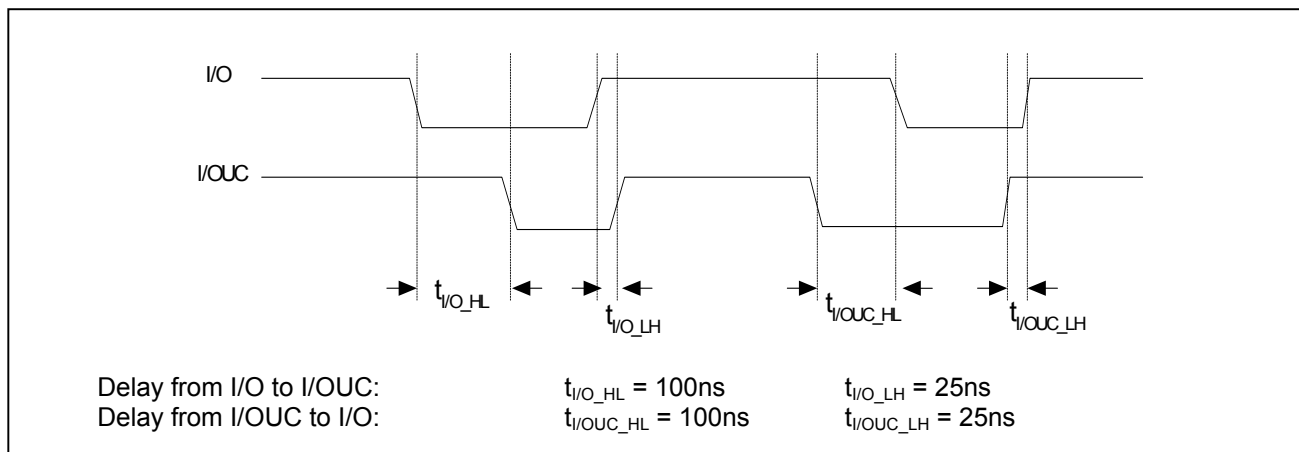 I/O
I/OUC
tI/O_HL
tI/O_LH
tI/OUC_HL
tI/OUC_LH
Delay from I/O to I/OUC: tI/O_HL = 100ns tI/O_LH = 25ns
Delay from I/OUC to I/O: tI/OUC_HL = 100ns tI/OUC_LH = 25ns